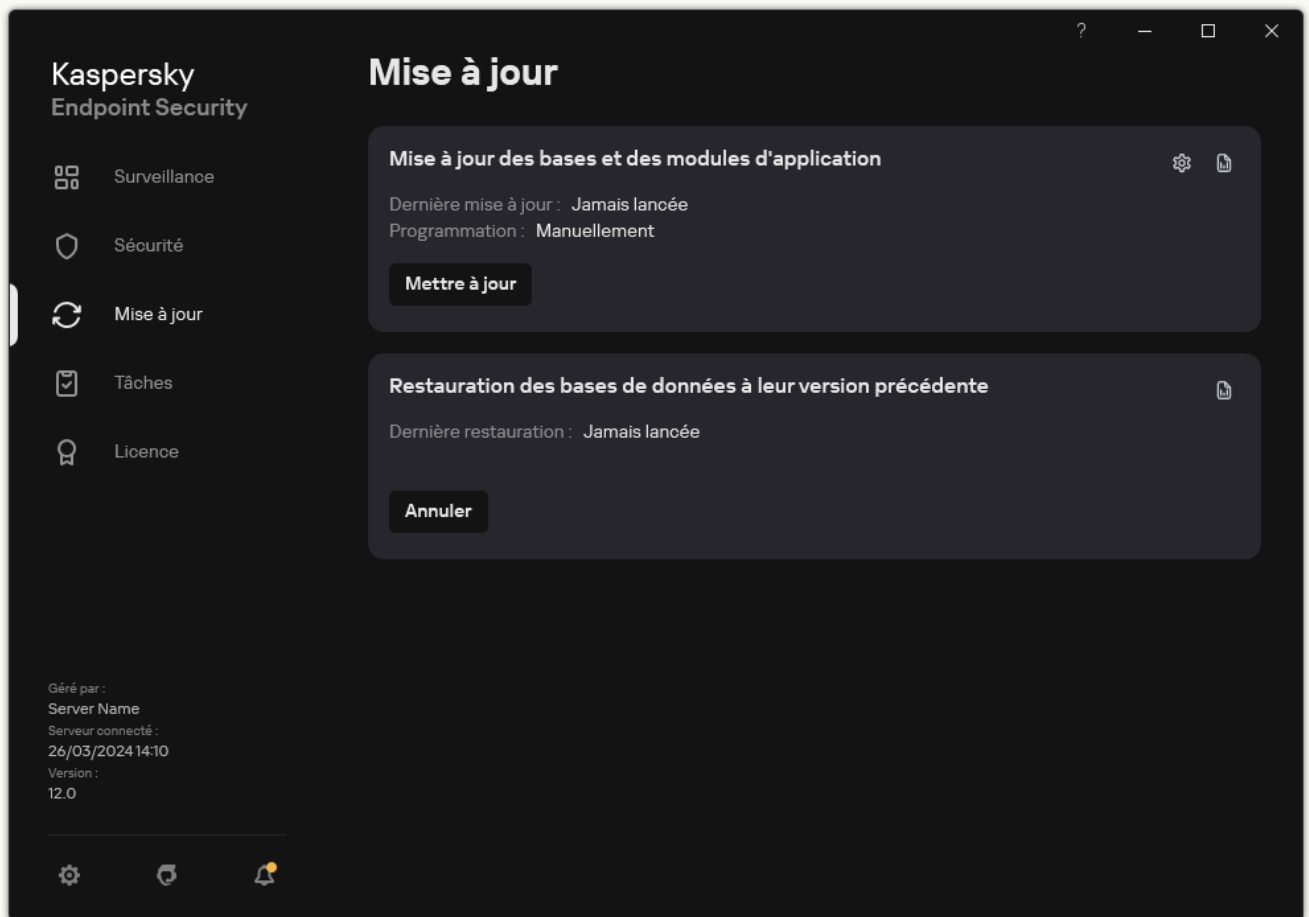 ?
Kaspersky
Endpoint Security
Surveillance
Sécurité
Mise à jour
Tâches
Licence
Géré par :
Server Name
Serveur connecté :
26/03/2024 14:10
Version :
12.0
Mise à jour
Mise à jour des bases et des modules d'application
Dernière mise à jour : Jamais lancée
Programmation : Manuellement
Mettre à jour
Restauration des bases de données à leur version précédente
Dernière restauration : Jamais lancée
Annuler